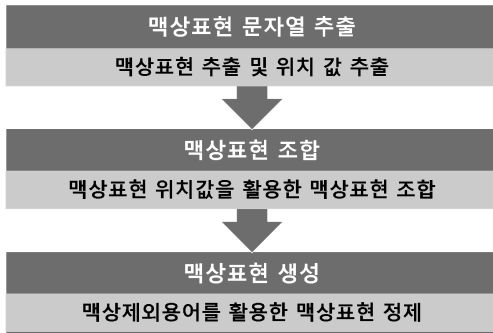 맥상표현 문자열 추출
맥상표현 추출 및 위치 값 추출
맥상표현 조합
맥상표현 위치값을 활용한 맥상표현 조합
맥상표현 생성
맥상제외용어를 활용한 맥상표현 정제